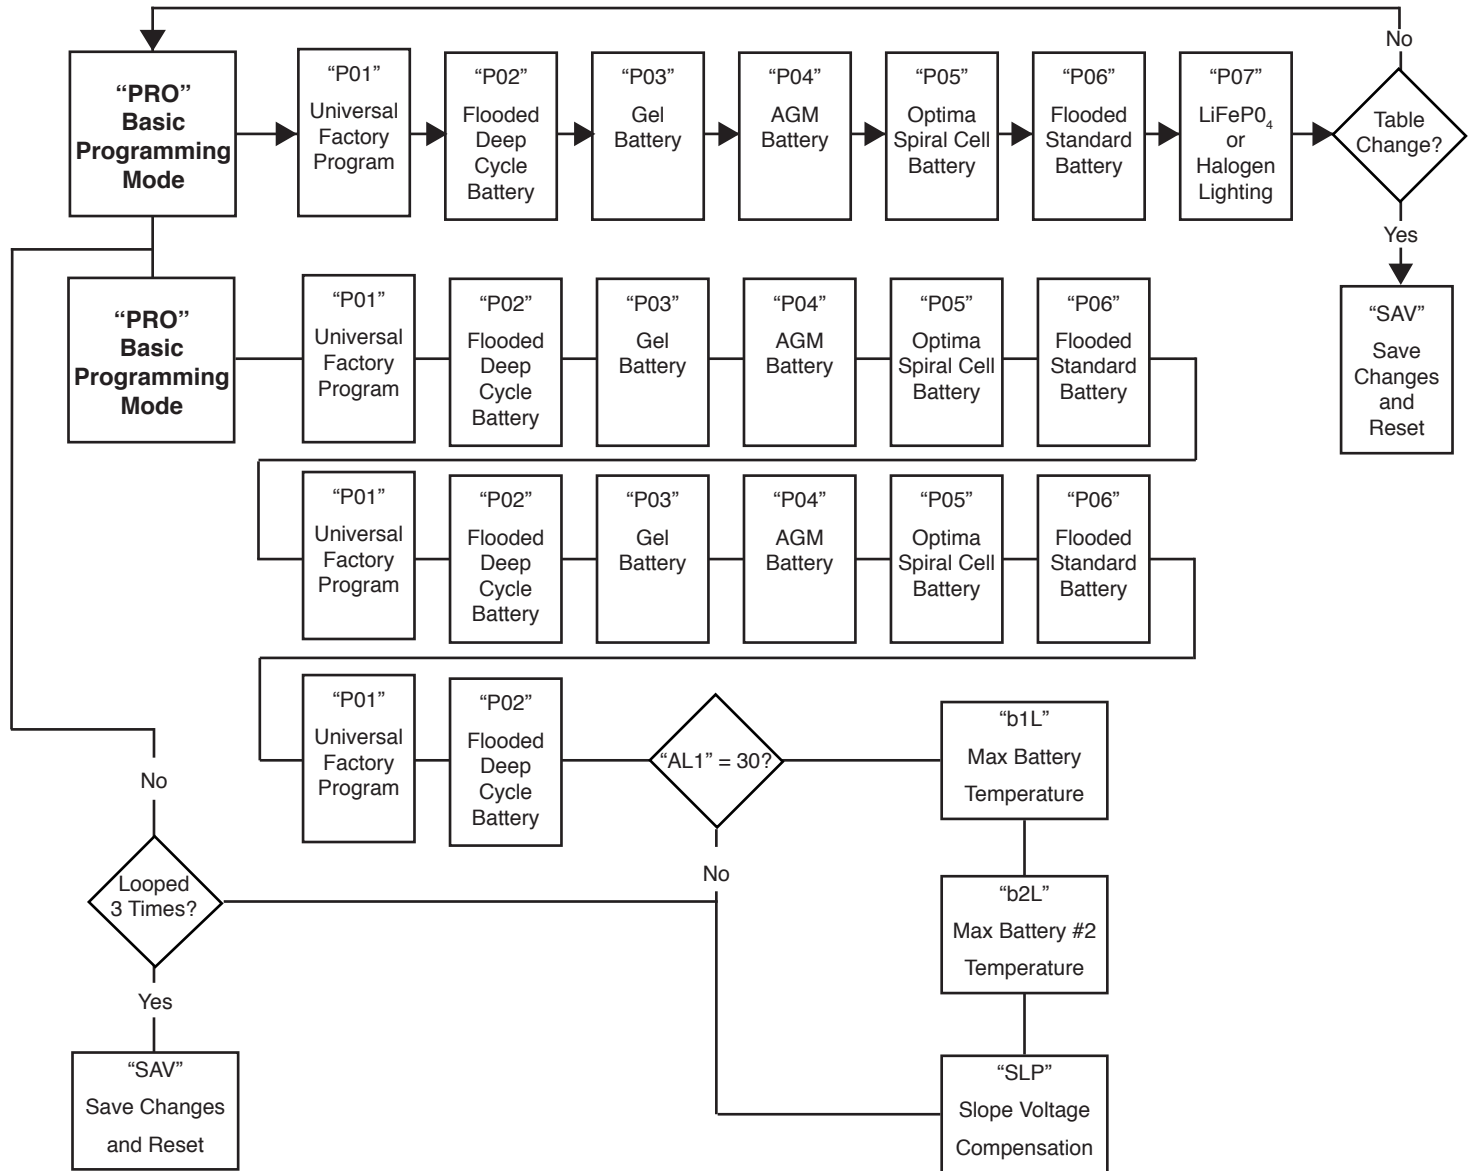 No
“PRO”
Basic
Programming
Mode
“P01”
Universal
Factory
Program
“P02”
Flooded
Deep
Cycle
Battery
“P03”
Gel
Battery
“P04”
AGM
Battery
“P05”
Optima
Spiral Cell
Battery
“P06”
Flooded
Standard
Battery
“P07”
LiFeP0₄
or
Halogen
Lighting
Table
Change?
Yes
“SAV”
Save
Changes
and
Reset
“PRO”
Basic
Programming
Mode
“P01”
Universal
Factory
Program
“P02”
Flooded
Deep
Cycle
Battery
“P03”
Gel
Battery
“P04”
AGM
Battery
“P05”
Optima
Spiral Cell
Battery
“P06”
Flooded
Standard
Battery
“P01”
Universal
Factory
Program
“P02”
Flooded
Deep
Cycle
Battery
“P03”
Gel
Battery
“P04”
AGM
Battery
“P05”
Optima
Spiral Cell
Battery
“P06”
Flooded
Standard
Battery
“P01”
Universal
Factory
Program
“P02”
Flooded
Deep
Cycle
Battery
“AL1” = 30?
“b1L”
Max Battery
Temperature
No
No
Looped
3 Times?
“b2L”
Max Battery #2
Temperature
Yes
“SAV”
Save Changes
and Reset
“SLP”
Slope Voltage
Compensation